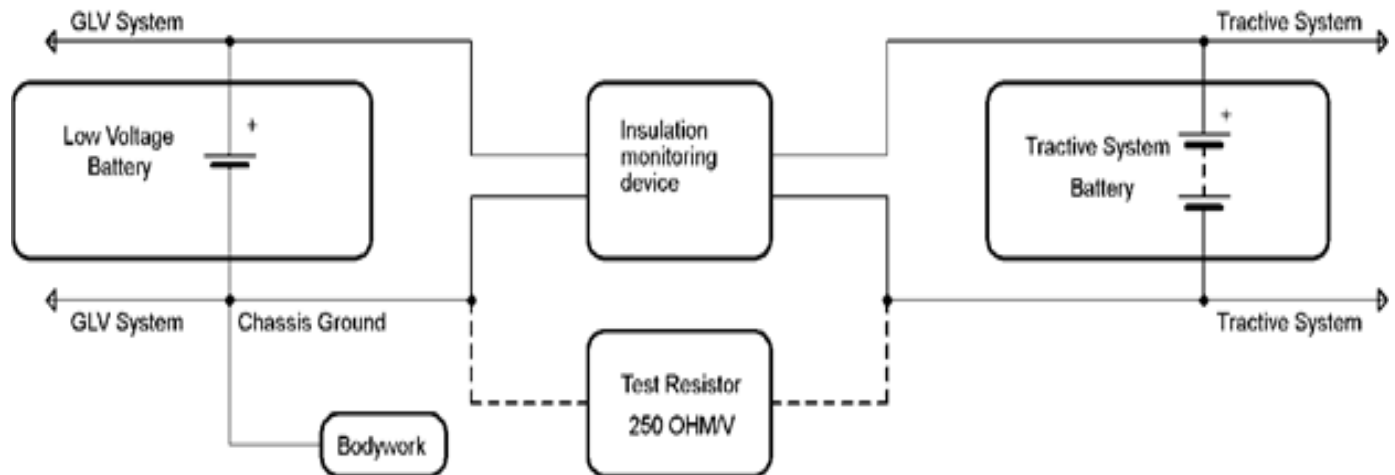 GLV System
Tractive System
Low Voltage
Battery
+
Insulation
monitoring
device
Tractive System
Battery
+
GLV System
Chassis Ground
Tractive System
Test Resistor
250 OHM/V
Bodywork